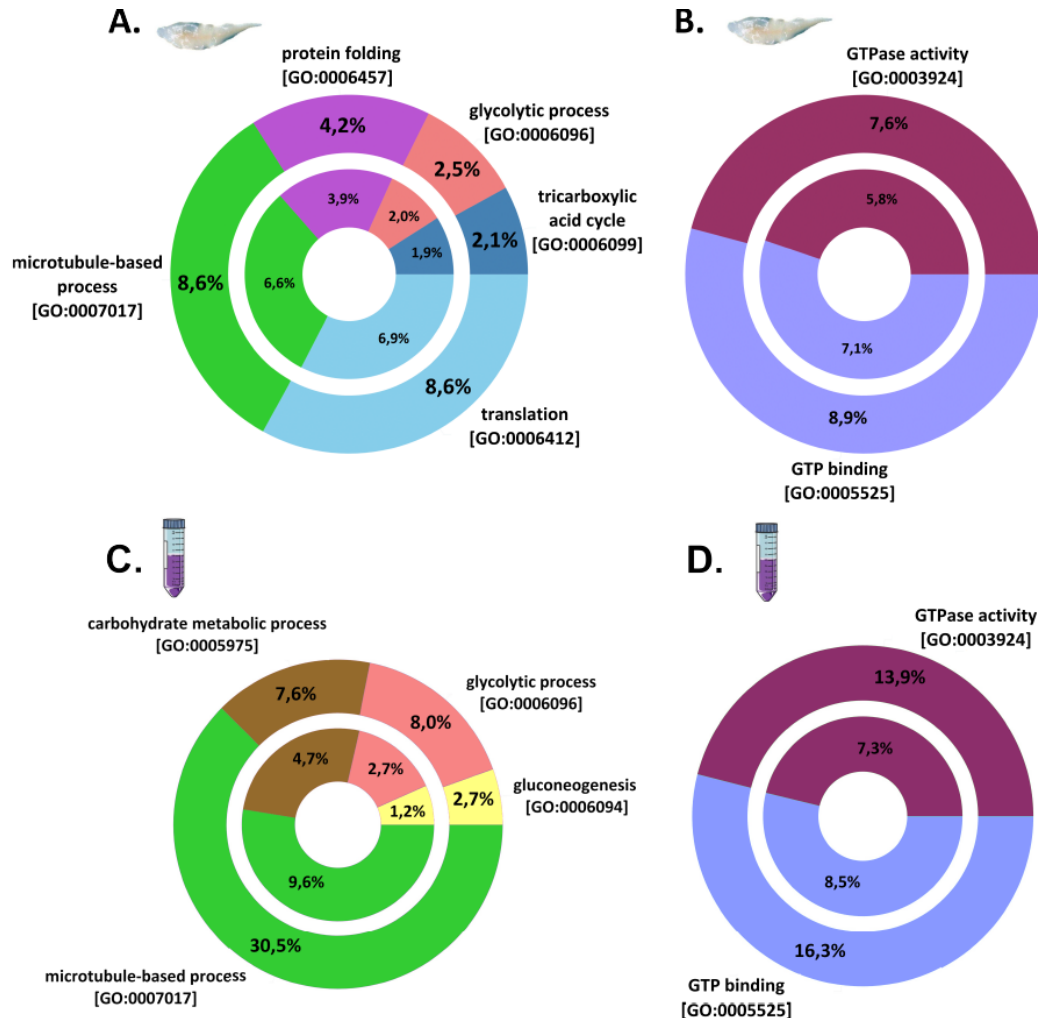 A.
B.
protein folding
[GO:0006457]
GTPase activity
[GO:0003924]
4,2%
glycolytic process
[GO:0006096]
7,6%
2,5%
3,9%
2,0%
5,8%
tricarboxylic
acid cycle
[GO:0006099]
2,1%
1,9%
microtubule-based
process
[GO:0007017]
8,6%
6,6%
6,9%
7,1%
8,6%
8,9%
translation
[GO:0006412]
GTP binding
[GO:0005525]
C.
D.
carbohydrate metabolic process
[GO:0005975]
GTPase activity
[GO:0003924]
7,6%
glycolytic process
[GO:0006096]
8,0%
13,9%
4,7%
2,7%
7,3%
gluconeogenesis
[GO:0006094]
2,7%
1,2%
9,6%
8,5%
30,5%
16,3%
microtubule-based process
[GO:0007017]
GTP binding
[GO:0005525]